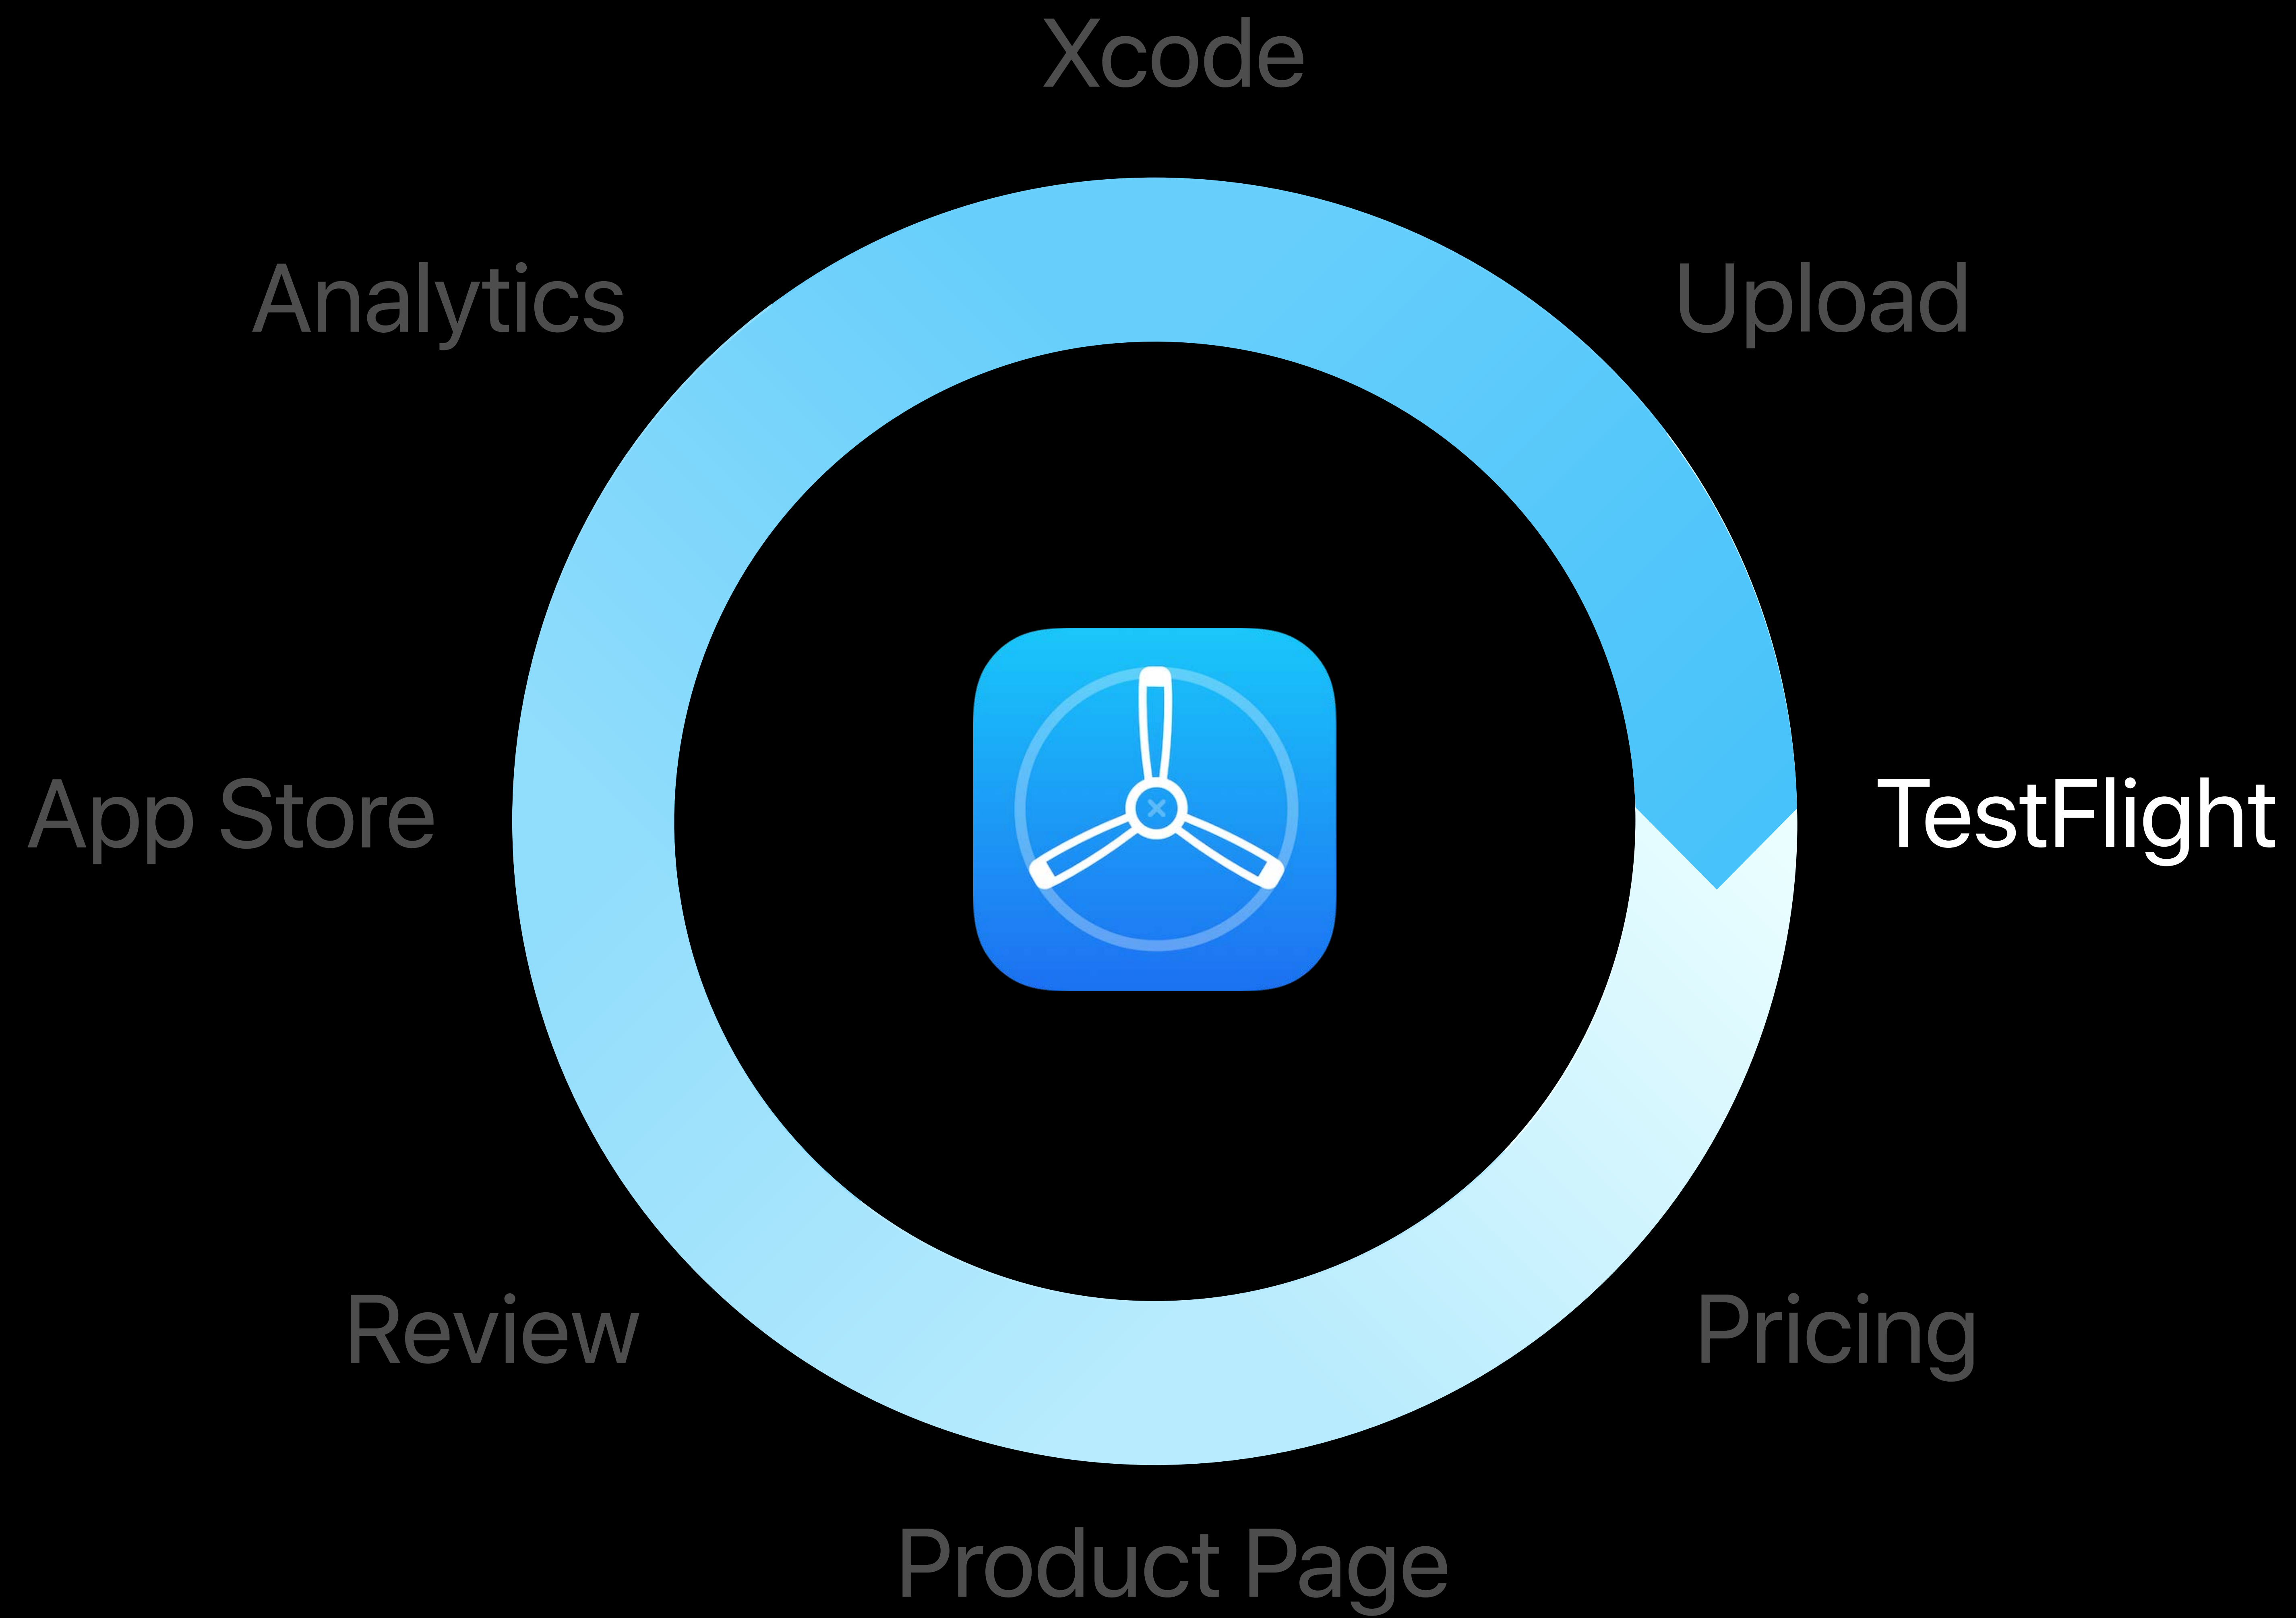 Xcode
Analytics
Upload
App Store
TestFlight
Review
Pricing
Product Page